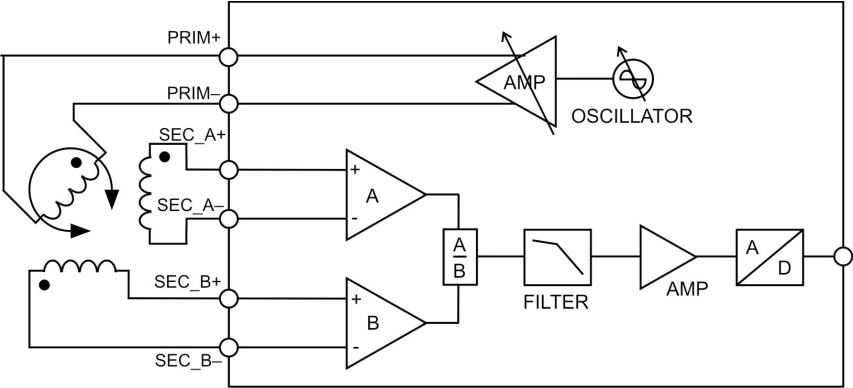 PRIM+
PRIM–
AMP
OSCILLATOR
SEC_A+
SEC_A–
+
A
-
A
B
FILTER
AMP
A
D
SEC_B+
SEC_B–
+
B
-